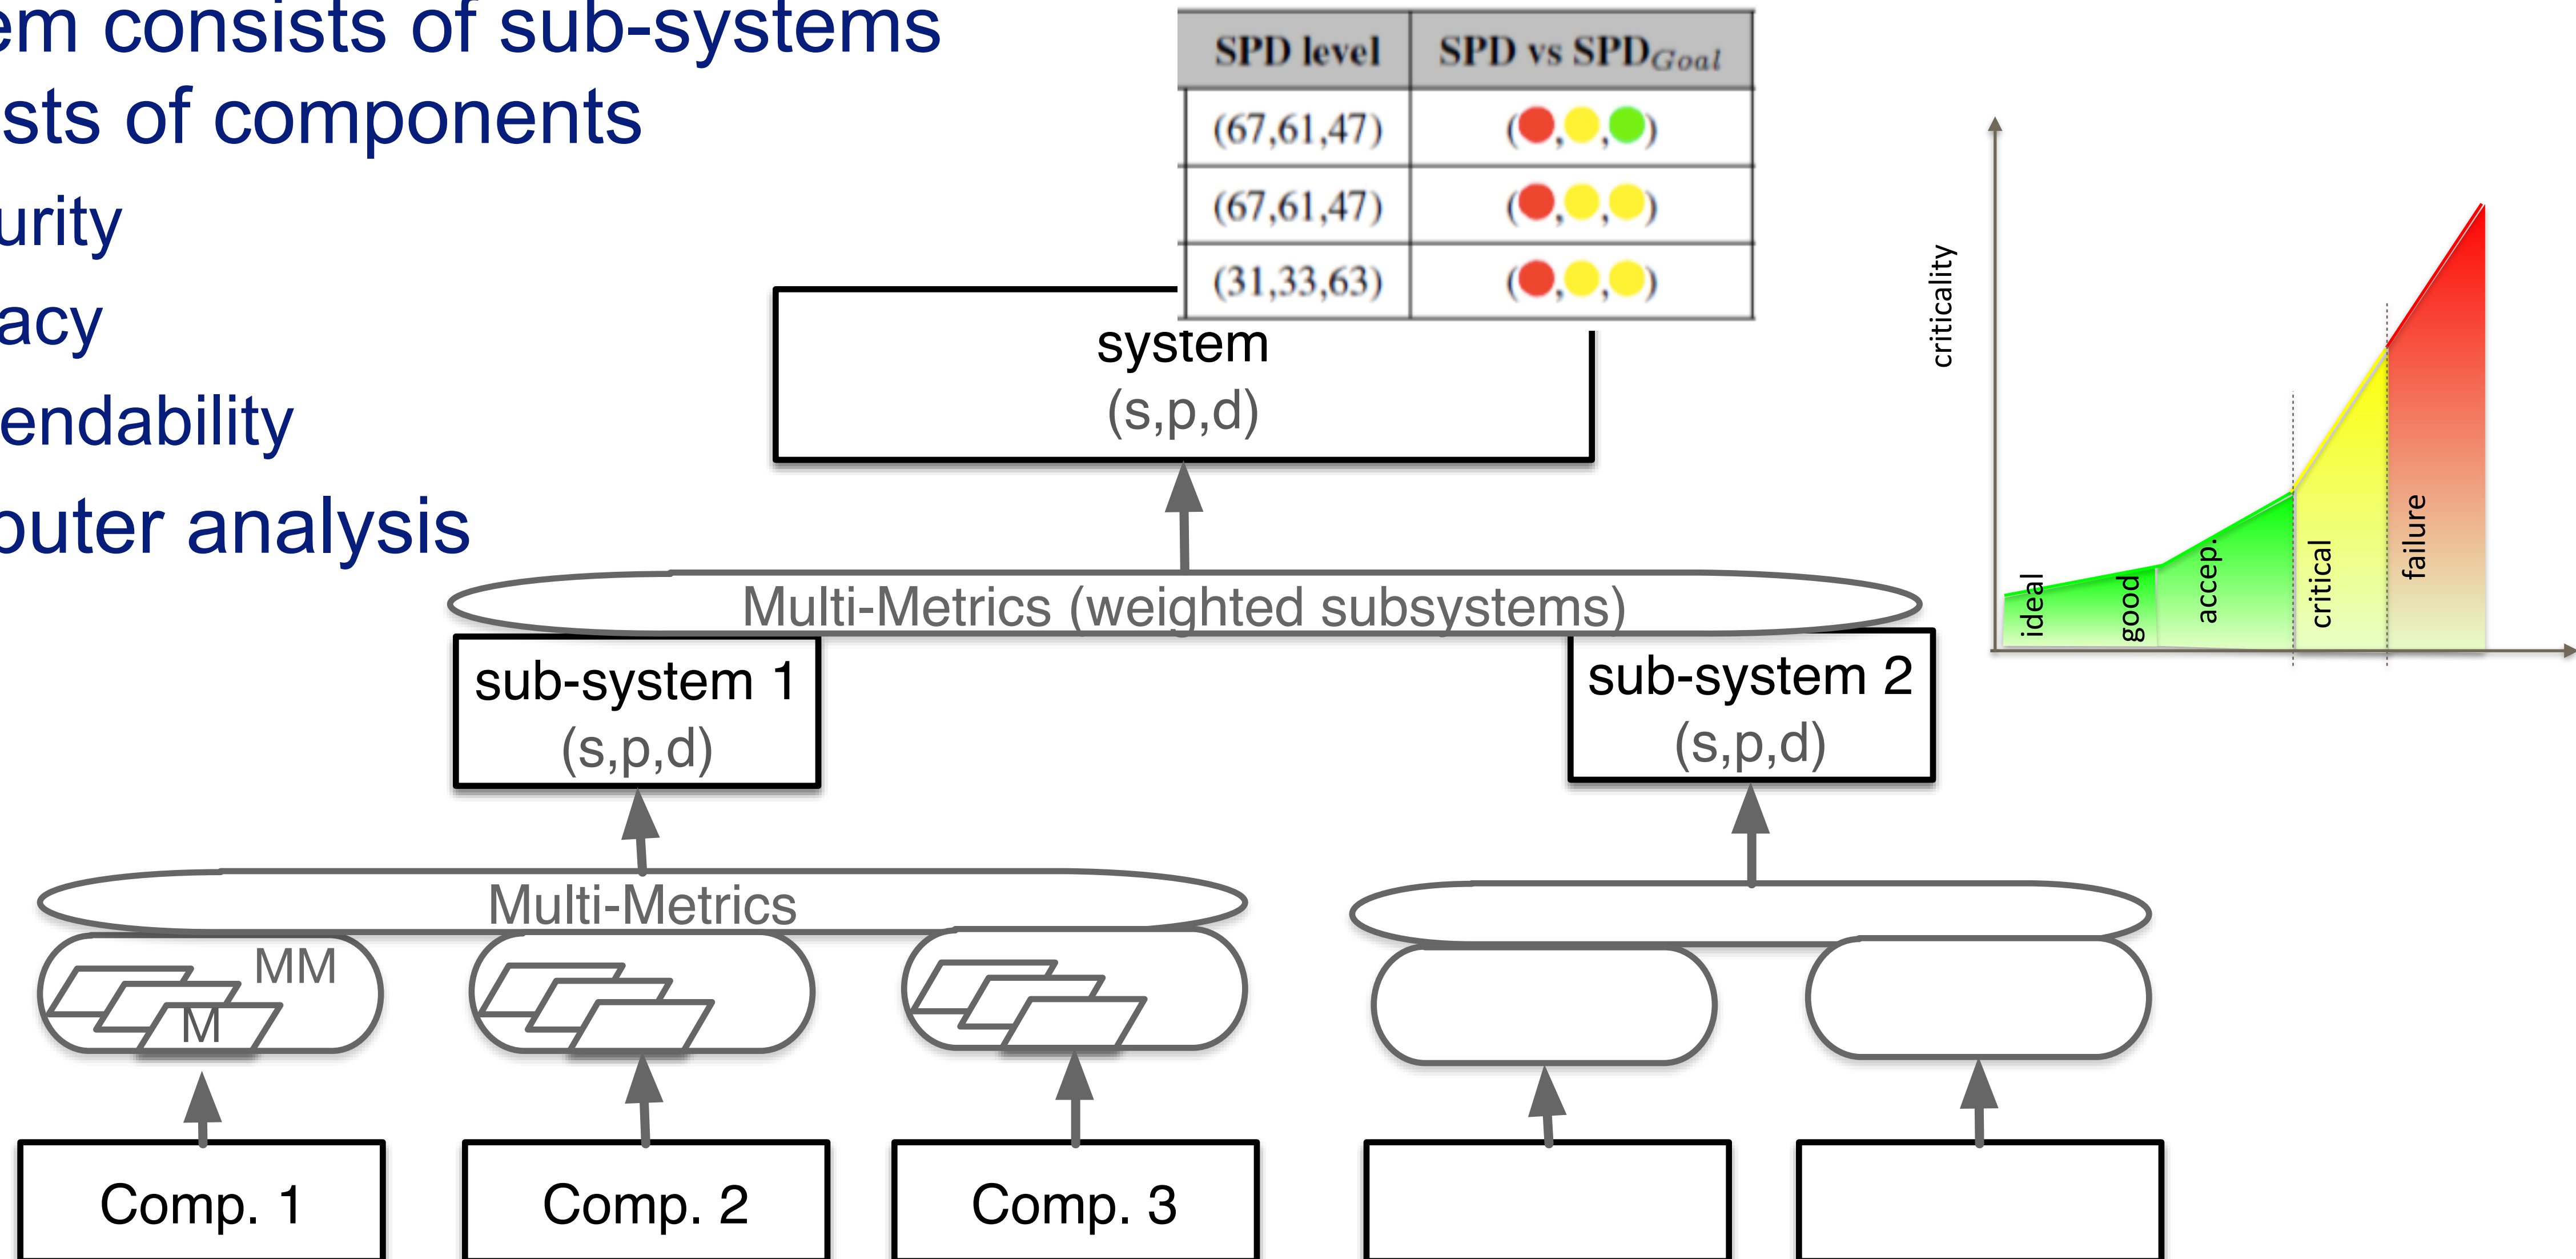 em consists of sub-systems
sts of components
urity
acy
endability
puter analysis
SPD level SPD vs SPD_Goal
(67,61,47) (🔴,🟡,🟢)
(67,61,47) (🔴,🟡,🟡)
(31,33,63) (🔴,🟡,🟡)
system
(s,p,d)
criticality
ideal
good
accep.
critical
failure
Multi-Metrics (weighted subsystems)
sub-system 1
(s,p,d)
sub-system 2
(s,p,d)
Multi-Metrics
MM
M
Comp. 1
Comp. 2
Comp. 3